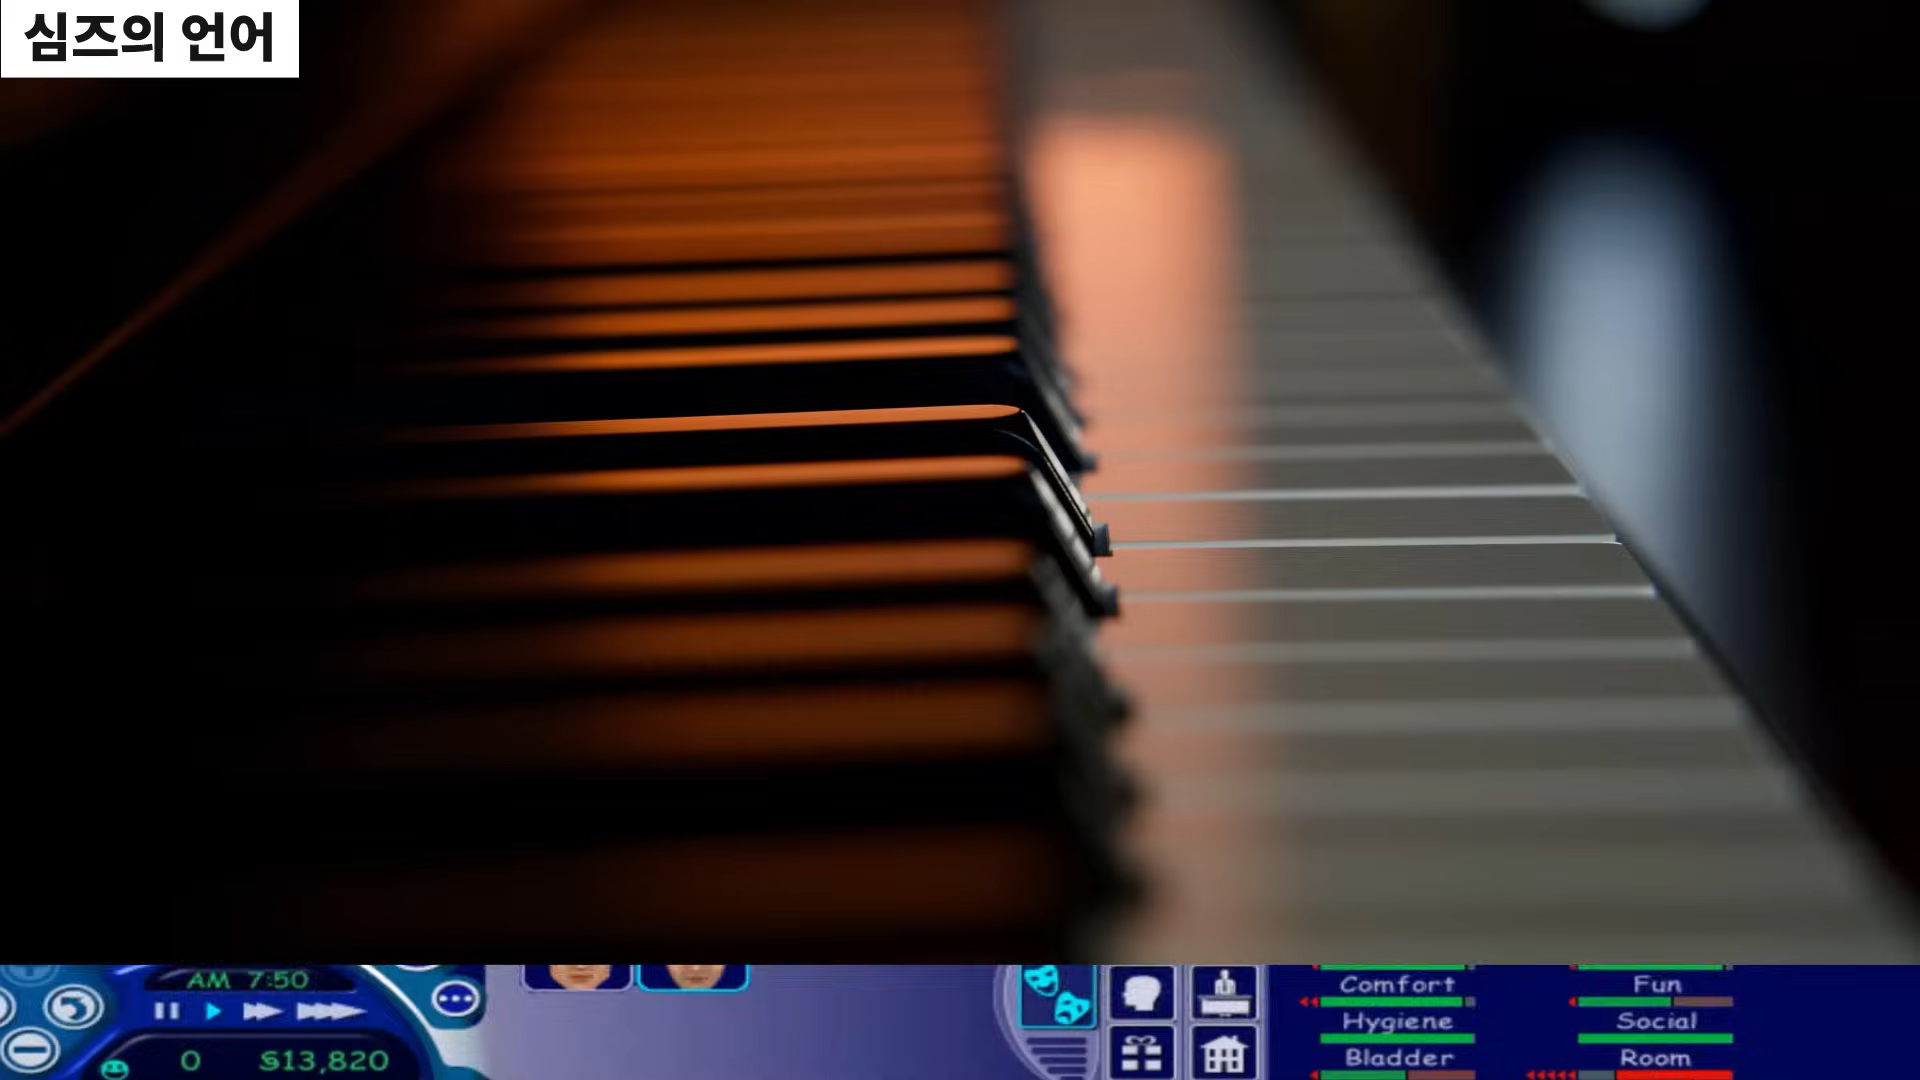 심즈의 언어
AM 7:50
0 §13,820
Comfort Fun
Hygiene Social
Bladder Room